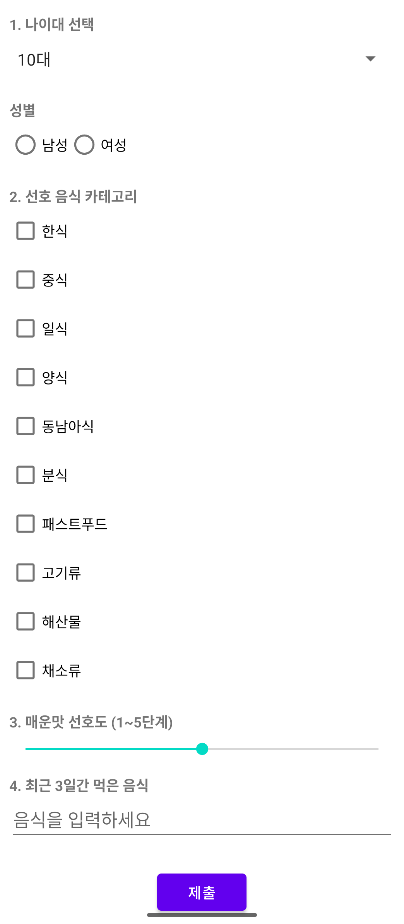 1. 나이대 선택
10대
성별
남성 여성
2. 선호 음식 카테고리
한식
중식
일식
양식
동남아식
분식
패스트푸드
고기류
해산물
채소류
3. 매운맛 선호도 (1~5단계)
4. 최근 3일간 먹은 음식
음식을 입력하세요
제출